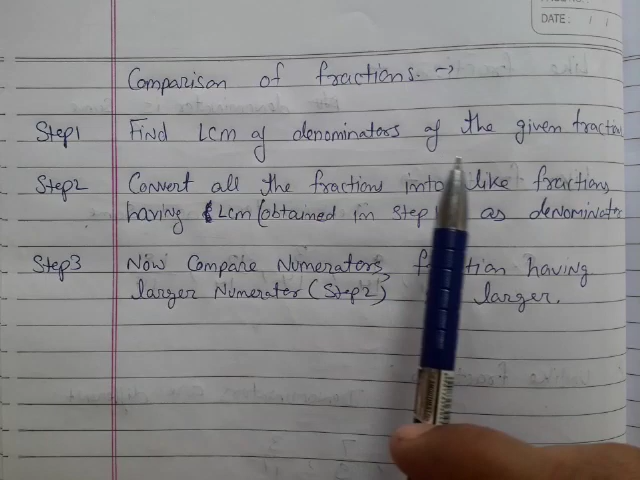 DATE: / /
Comparison of fractions. →
Step1 Find LCM of denominators of the given fraction
Step2 Convert all the fractions into like fractions
having LCM (obtained in step as denominator
Step3 Now Compare Numerators, having
larger Numerator (Step2) larger.